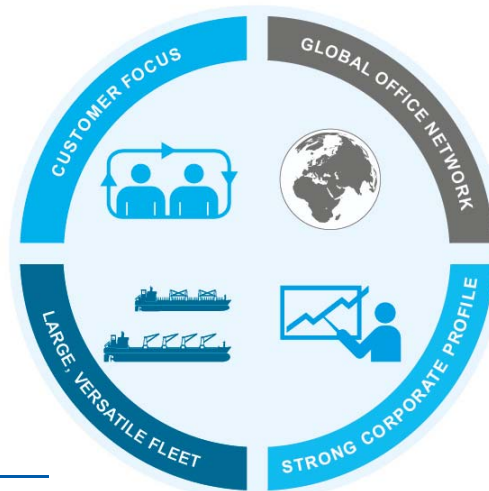 CUSTOMER FOCUS
GLOBAL OFFICE NETWORK
LARGE, VERSATILE FLEET
STRONG CORPORATE PROFILE